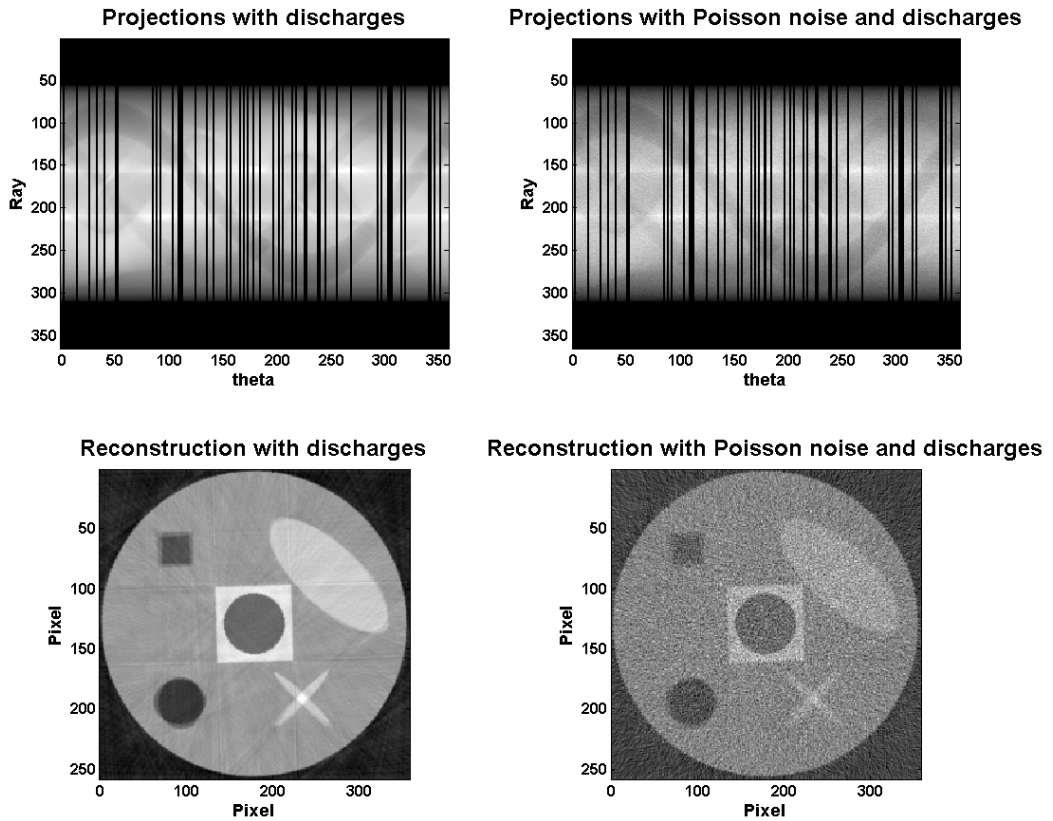 Projections with discharges
50
100
150
200
250
300
350
Ray
0 50 100 150 200 250 300 350
theta
Projections with Poisson noise and discharges
50
100
150
200
250
300
350
Ray
0 50 100 150 200 250 300 350
theta
Reconstruction with discharges
50
100
150
200
250
Pixel
0 100 200 300
Pixel
Reconstruction with Poisson noise and discharges
50
100
150
200
250
Pixel
0 100 200 300
Pixel